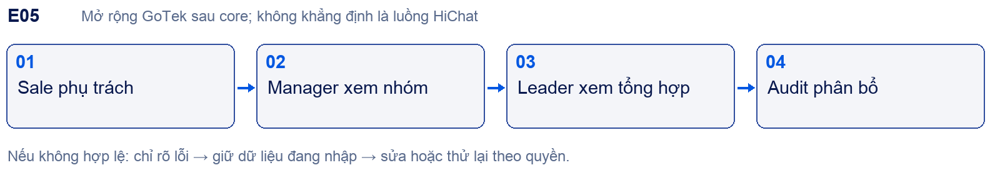 E05 Mở rộng GoTek sau core; không khẳng định là luồng HiChat
01
Sale phụ trách
02
Manager xem nhóm
03
Leader xem tổng hợp
04
Audit phân bổ
Nếu không hợp lệ: chỉ rõ lỗi → giữ dữ liệu đang nhập → sửa hoặc thử lại theo quyền.